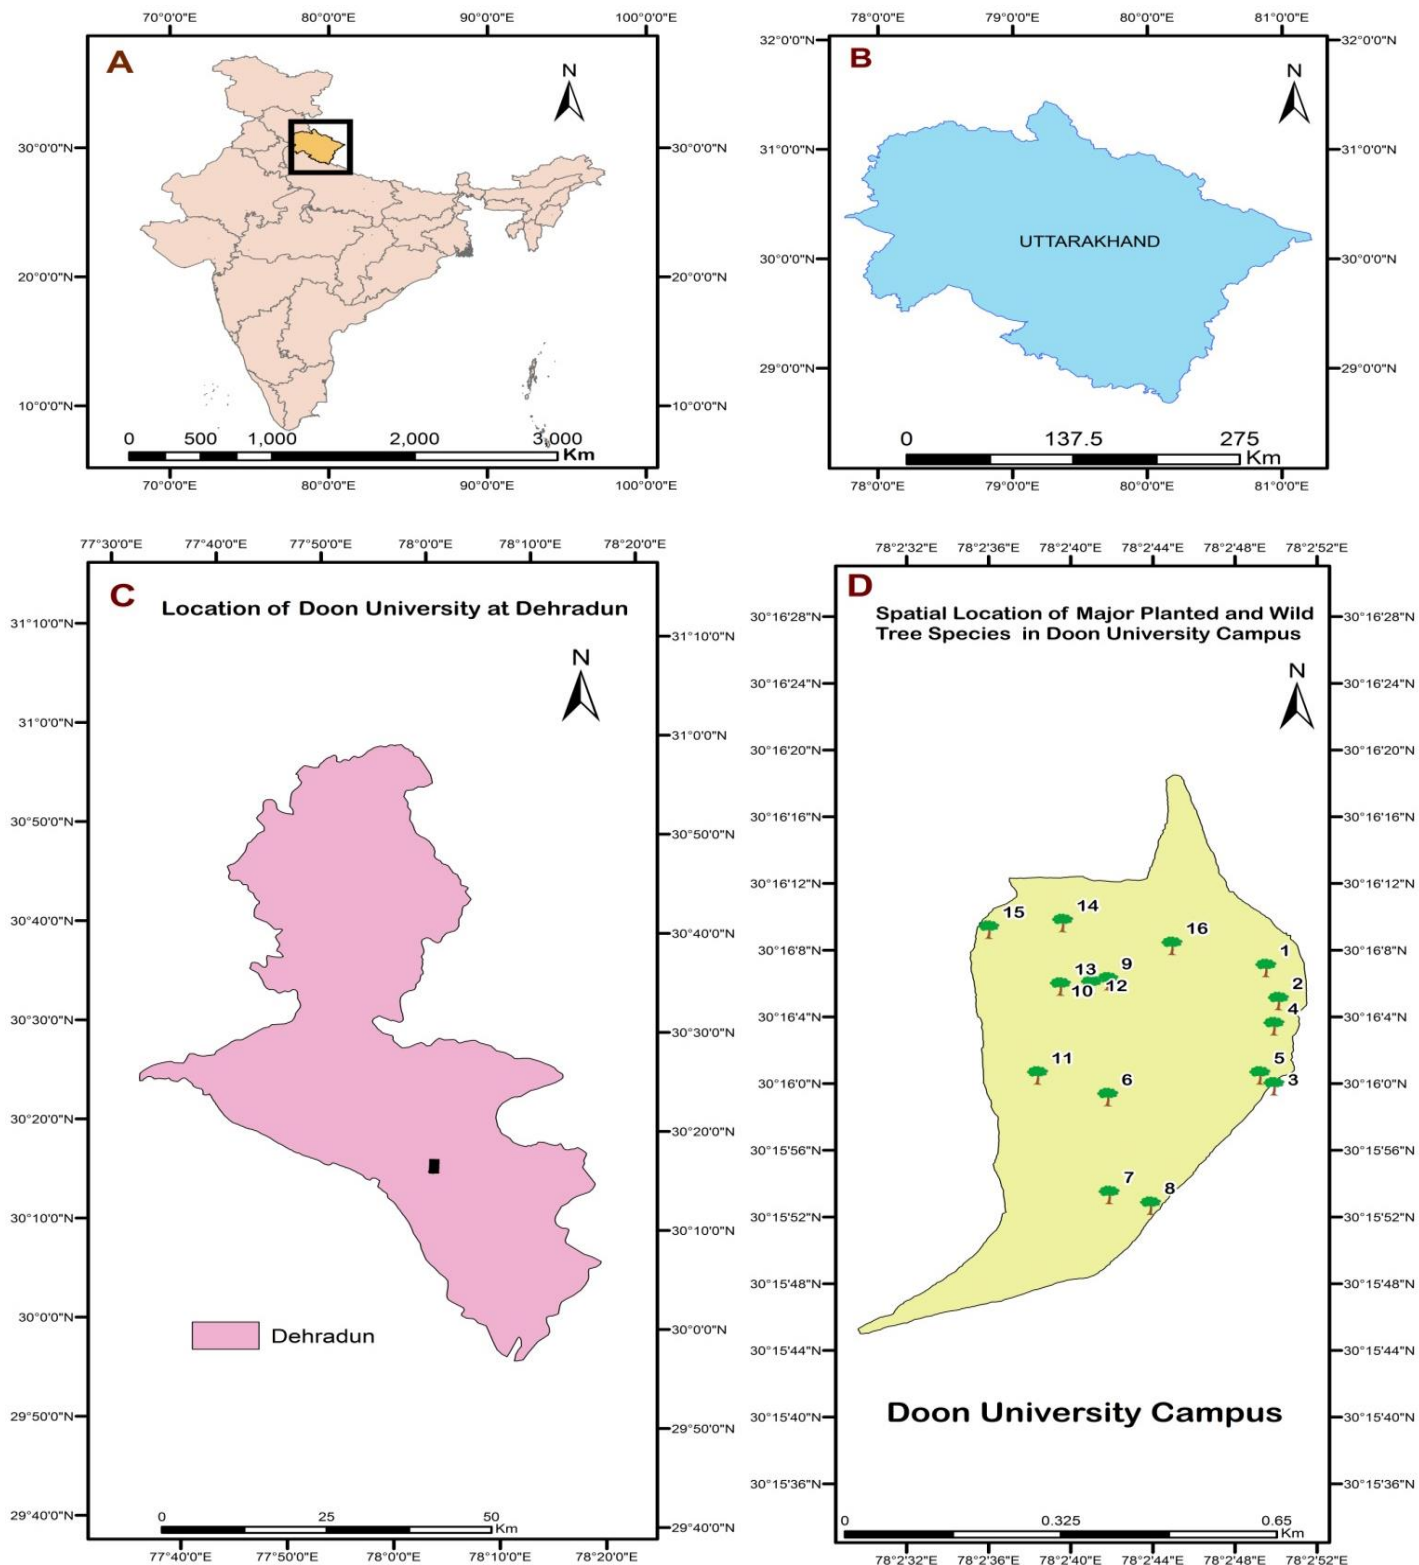 70°0'0"E 80°0'0"E 90°0'0"E 100°0'0"E
A
N
30°0'0"N 30°0'0"N
20°0'0"N 20°0'0"N
10°0'0"N 10°0'0"N
0 500 1,000 2,000 3,000
Km
70°0'0"E 80°0'0"E 90°0'0"E 100°0'0"E
78°0'0"E 79°0'0"E 80°0'0"E 81°0'0"E
32°0'0"N 32°0'0"N
B
N
31°0'0"N 31°0'0"N
UTTARAKHAND
30°0'0"N 30°0'0"N
29°0'0"N 29°0'0"N
0 137.5 275
Km
78°0'0"E 79°0'0"E 80°0'0"E 81°0'0"E
77°30'0"E 77°40'0"E 77°50'0"E 78°0'0"E 78°10'0"E 78°20'0"E
C
Location of Doon University at Dehradun
31°10'0"N 31°10'0"N
N
31°0'0"N 31°0'0"N
30°50'0"N 30°50'0"N
30°40'0"N 30°40'0"N
30°30'0"N 30°30'0"N
30°20'0"N 30°20'0"N
30°10'0"N 30°10'0"N
30°0'0"N 30°0'0"N
Dehradun
29°50'0"N 29°50'0"N
29°40'0"N 29°40'0"N
0 25 50
Km
77°40'0"E 77°50'0"E 78°0'0"E 78°10'0"E 78°20'0"E
78°2'32"E 78°2'36"E 78°2'40"E 78°2'44"E 78°2'48"E 78°2'52"E
D
Spatial Location of Major Planted and Wild
Tree Species in Doon University Campus
30°16'28"N 30°16'28"N
N
30°16'24"N 30°16'24"N
30°16'20"N 30°16'20"N
30°16'16"N 30°16'16"N
30°16'12"N 30°16'12"N
15 14
16
30°16'8"N 30°16'8"N
1
13 9
10 12
2
4
30°16'4"N 30°16'4"N
11 5
6 3
30°16'0"N 30°16'0"N
30°15'56"N 30°15'56"N
7 8
30°15'52"N 30°15'52"N
30°15'48"N 30°15'48"N
30°15'44"N 30°15'44"N
Doon University Campus
30°15'40"N 30°15'40"N
30°15'36"N 30°15'36"N
0 0.325 0.65
Km
78°2'32"E 78°2'36"E 78°2'40"E 78°2'44"E 78°2'48"E 78°2'52"E